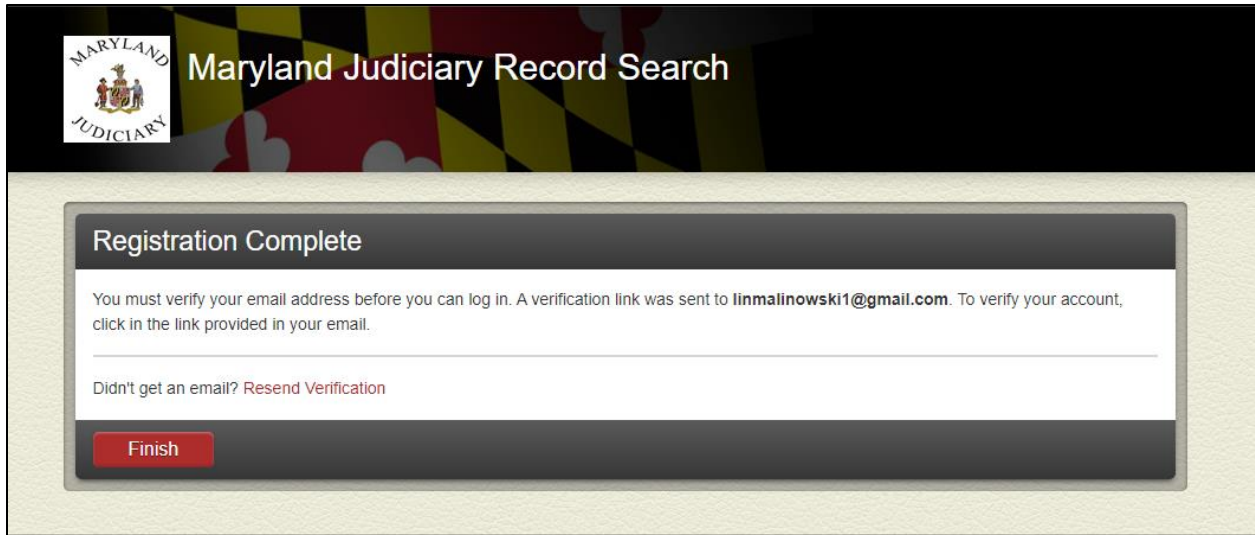 MARYLAND
JUDICIARY
Maryland Judiciary Record Search
Registration Complete
You must verify your email address before you can log in. A verification link was sent to linmalinowski1@gmail.com. To verify your account,
click in the link provided in your email.
Didn't get an email? Resend Verification
Finish